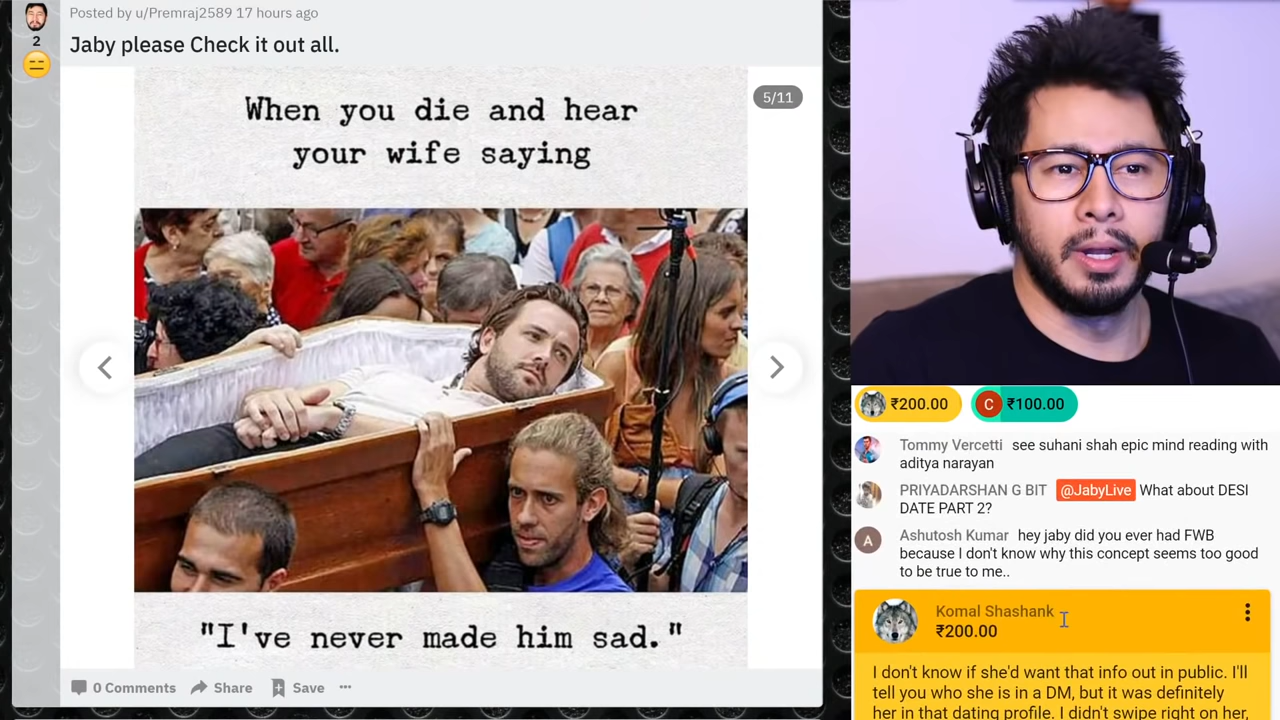 Posted by u/Premraj2589 17 hours ago
2
Jaby please Check it out all.
When you die and hear
your wife saying
5/11
"I've never made him sad."
0 Comments
Share
Save
₹200.00
C
₹100.00
Tommy Vercetti see suhani shah epic mind reading with
aditya narayan
PRIYADARSHAN G BIT @JabyLive What about DESI
DATE PART 2?
A
Ashutosh Kumar hey jaby did you ever had FWB
because I don't know why this concept seems too good
to be true to me..
Komal Shashank
₹200.00
I don't know if she'd want that info out in public. I'll
tell you who she is in a DM, but it was definitely
her in that dating profile. I didn't swipe right on her,